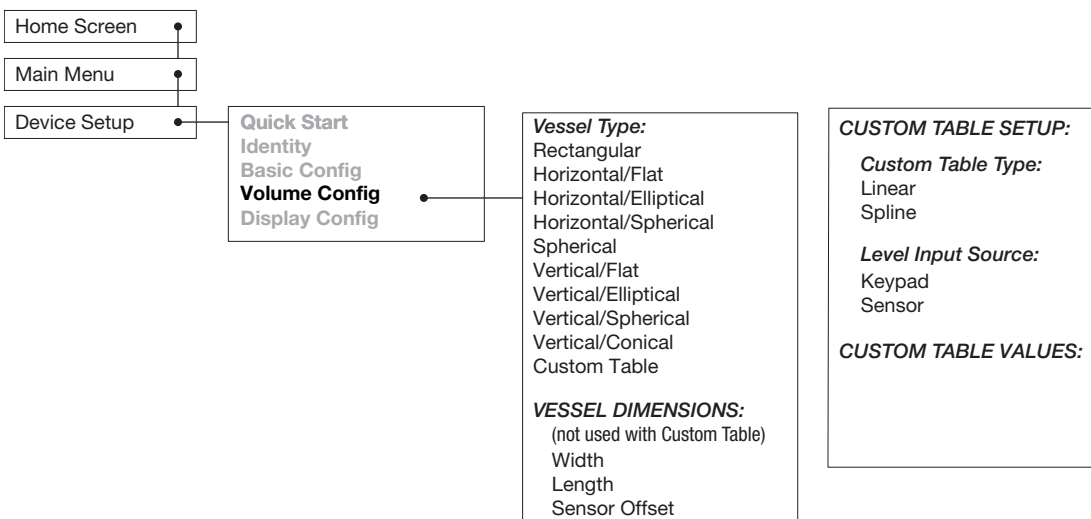 Home Screen
Main Menu
Device Setup
Quick Start
Identity
Basic Config
Volume Config
Display Config
Vessel Type:
Rectangular
Horizontal/Flat
Horizontal/Elliptical
Horizontal/Spherical
Spherical
Vertical/Flat
Vertical/Elliptical
Vertical/Spherical
Vertical/Conical
Custom Table
VESSEL DIMENSIONS:
(not used with Custom Table)
Width
Length
Sensor Offset
CUSTOM TABLE SETUP:
Custom Table Type:
Linear
Spline
Level Input Source:
Keypad
Sensor
CUSTOM TABLE VALUES: